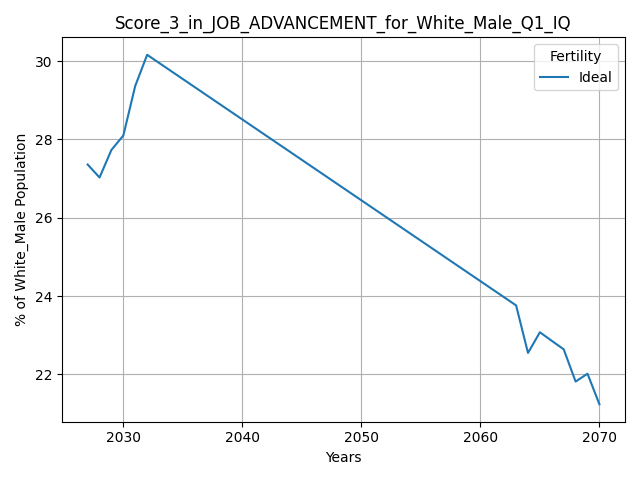 Score_3_in_JOB_ADVANCEMENT_for_White_Male_Q1_IQ
Fertility
Ideal
% of White_Male Population
30
28
26
24
22
2030 2040 2050 2060 2070
Years